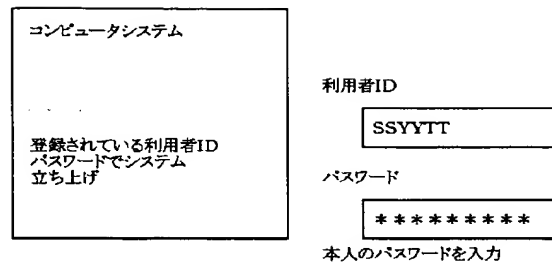 コンピュータシステム
登録されている利用者ID
パスワードでシステム
立ち上げ
利用者ID
SSYYTT
パスワード
*********
本人のパスワードを入力